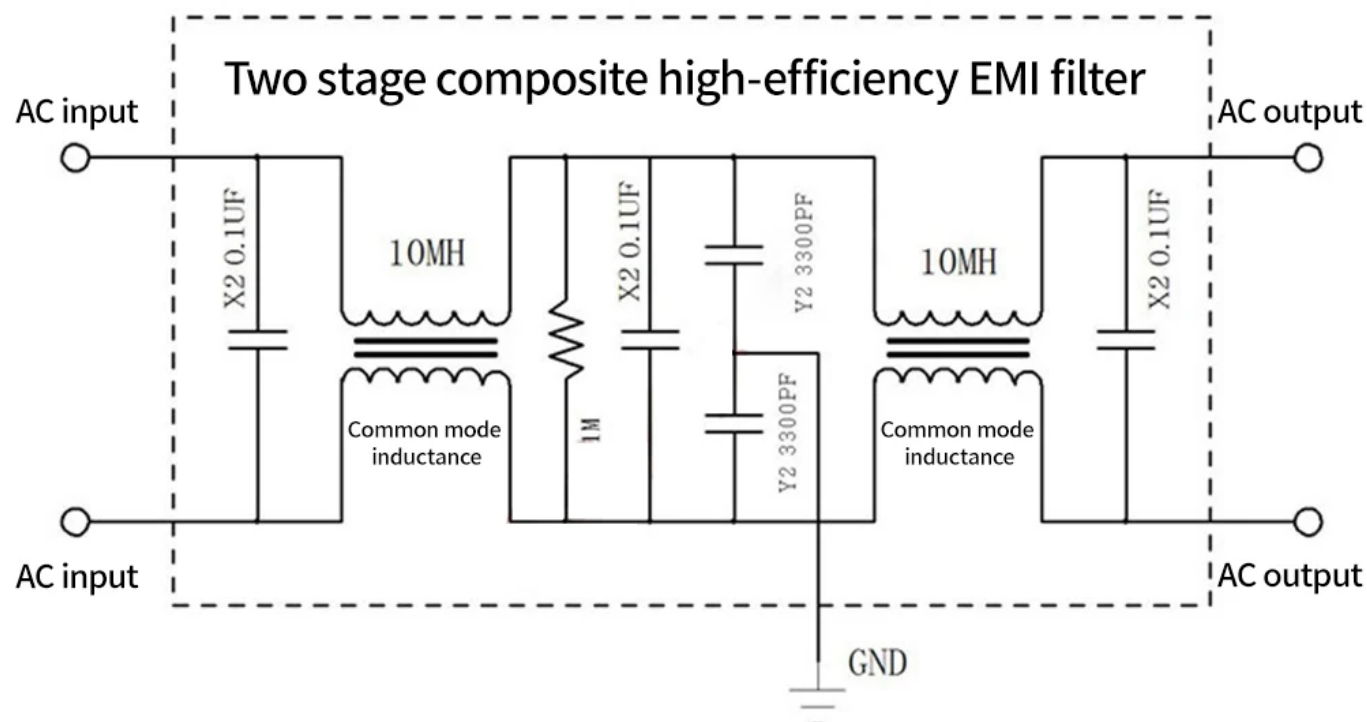 Two stage composite high-efficiency EMI filter
AC input
AC output
X2 0.1UF
10MH
Common mode
inductance
1M
X2 0.1UF
Y2 3300PF
Y2 3300PF
10MH
Common mode
inductance
X2 0.1UF
AC input
AC output
GND